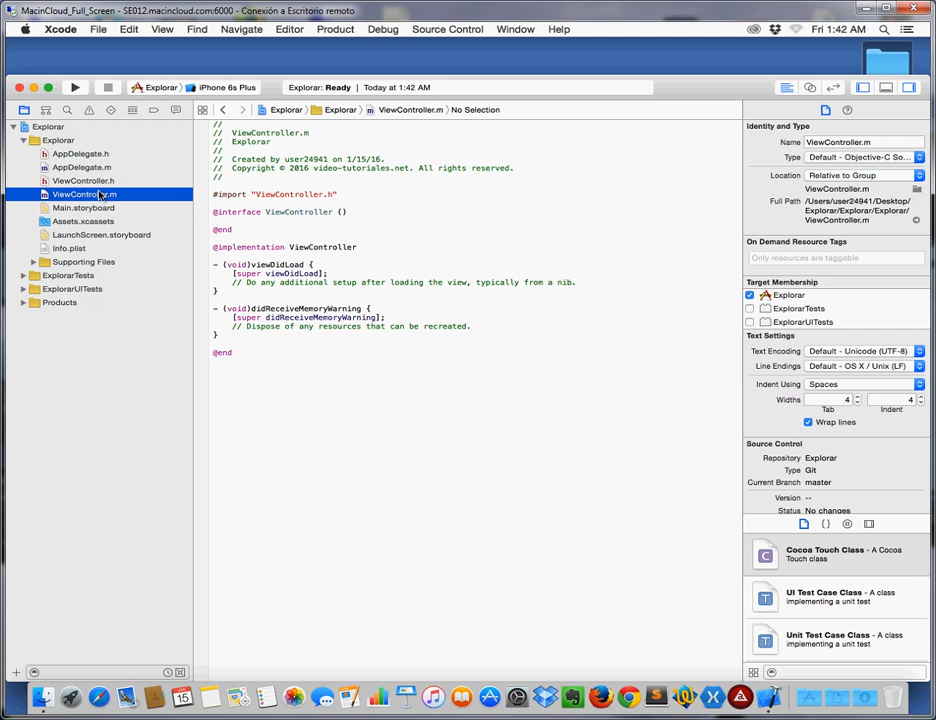 MacinCloud_Full_Screen - SE012.macincloud.com:6000 - Conexión a Escritorio remoto
Xcode File Edit View Find Navigate Editor Product Debug Source Control Window Help Fri 1:42 AM
Explorar iPhone 6s Plus Explorar: Ready | Today at 1:42 AM
Explorar Explorar ViewController.m No Selection
Explorar
Explorar
AppDelegate.h
AppDelegate.m
ViewController.h
ViewController.m
Main.storyboard
Assets.xcassets
LaunchScreen.storyboard
Info.plist
Supporting Files
ExplorarTests
ExplorarUITests
Products
//
// ViewController.m
// Explorar
//
// Created by user24941 on 1/15/16.
// Copyright © 2016 video-tutoriales.net. All rights reserved.
//
#import "ViewController.h"
@interface ViewController ()
@end
@implementation ViewController
- (void)viewDidLoad {
[super viewDidLoad];
// Do any additional setup after loading the view, typically from a nib.
}
- (void)didReceiveMemoryWarning {
[super didReceiveMemoryWarning];
// Dispose of any resources that can be recreated.
}
@end
Identity and Type
Name ViewController.m
Type Default - Objective-C So...
Location Relative to Group
ViewController.m
Full Path /Users/user24941/Desktop/
Explorar/Explorar/Explorar/
ViewController.m
On Demand Resource Tags
Only resources are taggable
Target Membership
Explorar
ExplorarTests
ExplorarUITests
Text Settings
Text Encoding Default - Unicode (UTF-8)
Line Endings Default - OS X / Unix (LF)
Indent Using Spaces
Widths 4 4
Tab Indent
Wrap lines
Source Control
Repository Explorar
Type Git
Current Branch master
Version --
Status No changes
Cocoa Touch Class - A Cocoa
Touch class
UI Test Case Class - A class
implementing a unit test
Unit Test Case Class - A class
implementing a unit test